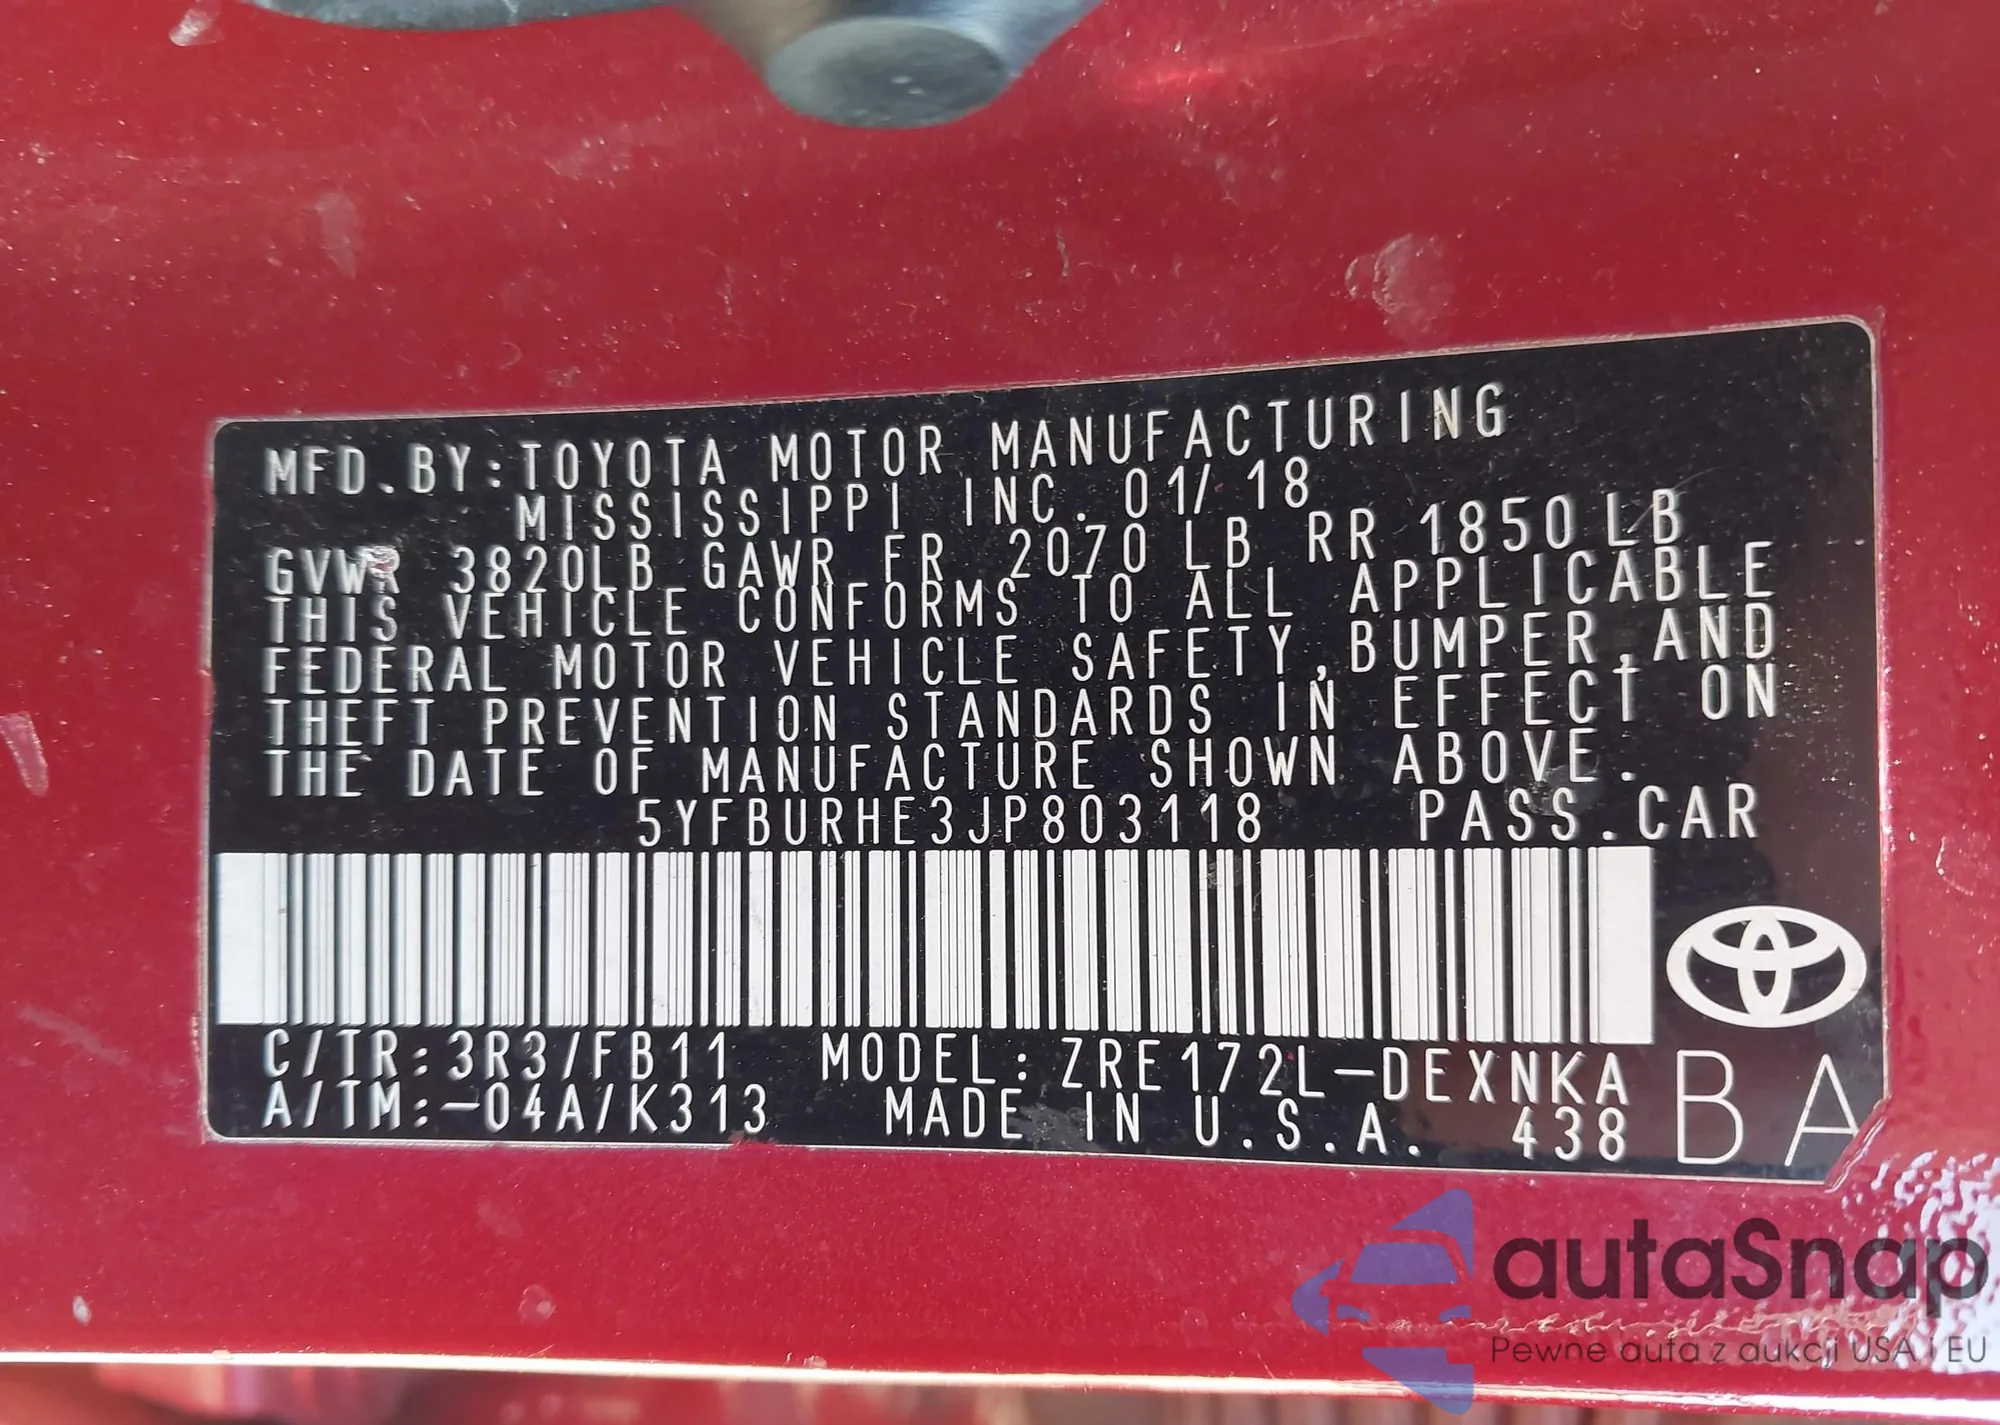 MFD.BY:TOYOTA MOTOR MANUFACTURING
MISSISSIPPI INC. 01/18
GVWR 3820LB GAWR FR 2070 LB RR 1850 LB
THIS VEHICLE CONFORMS TO ALL APPLICABLE
FEDERAL MOTOR VEHICLE SAFETY,BUMPER,AND
THEFT PREVENTION STANDARDS IN EFFECT ON
THE DATE OF MANUFACTURE SHOWN ABOVE.
5YFBURHE3JP803118 PASS.CAR
C/TR:3R3/FB11 MODEL:ZRE172L-DEXNKA
A/TM:-04A/K313 MADE IN U.S.A. 438
BA
autaSnap
Pewne auta z aukcji USA i EU